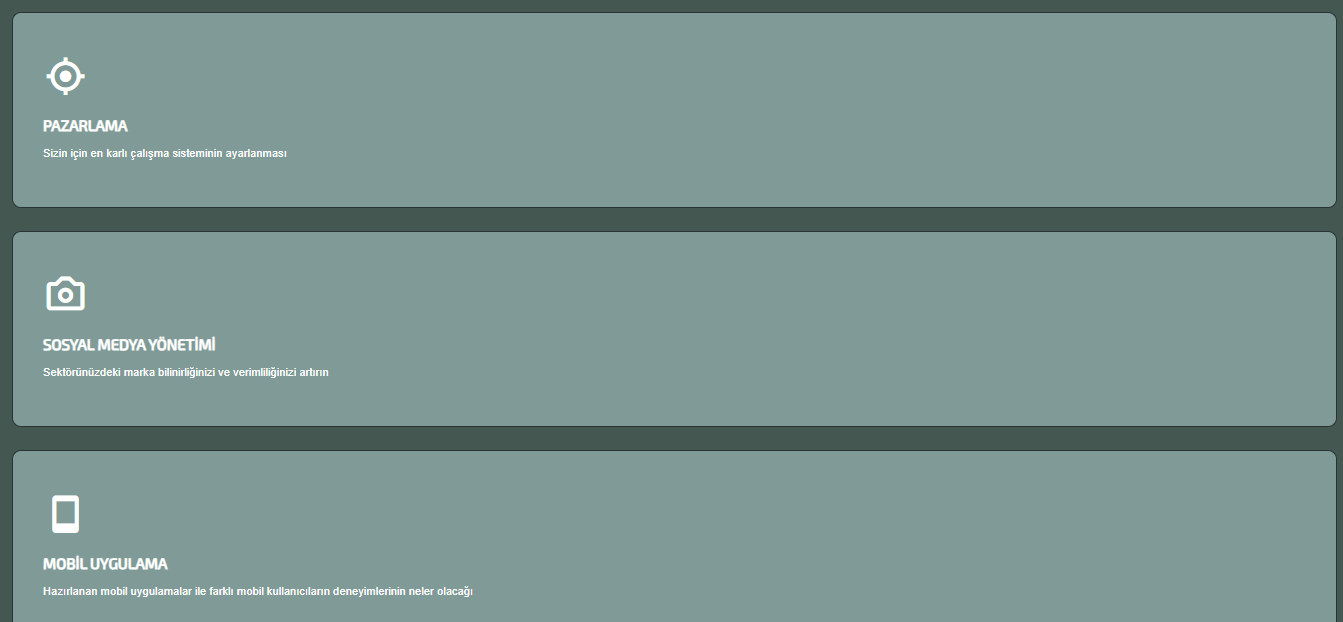 PAZARLAMA
Sizin için en karlı çalışma sisteminin ayarlanması
SOSYAL MEDYA YÖNETİMİ
Sektörünüzdeki marka bilinirliğinizi ve verimliliğinizi artırın
MOBİL UYGULAMA
Hazırlanan mobil uygulamalar ile farklı mobil kullanıcıların deneyimlerinin neler olacağı